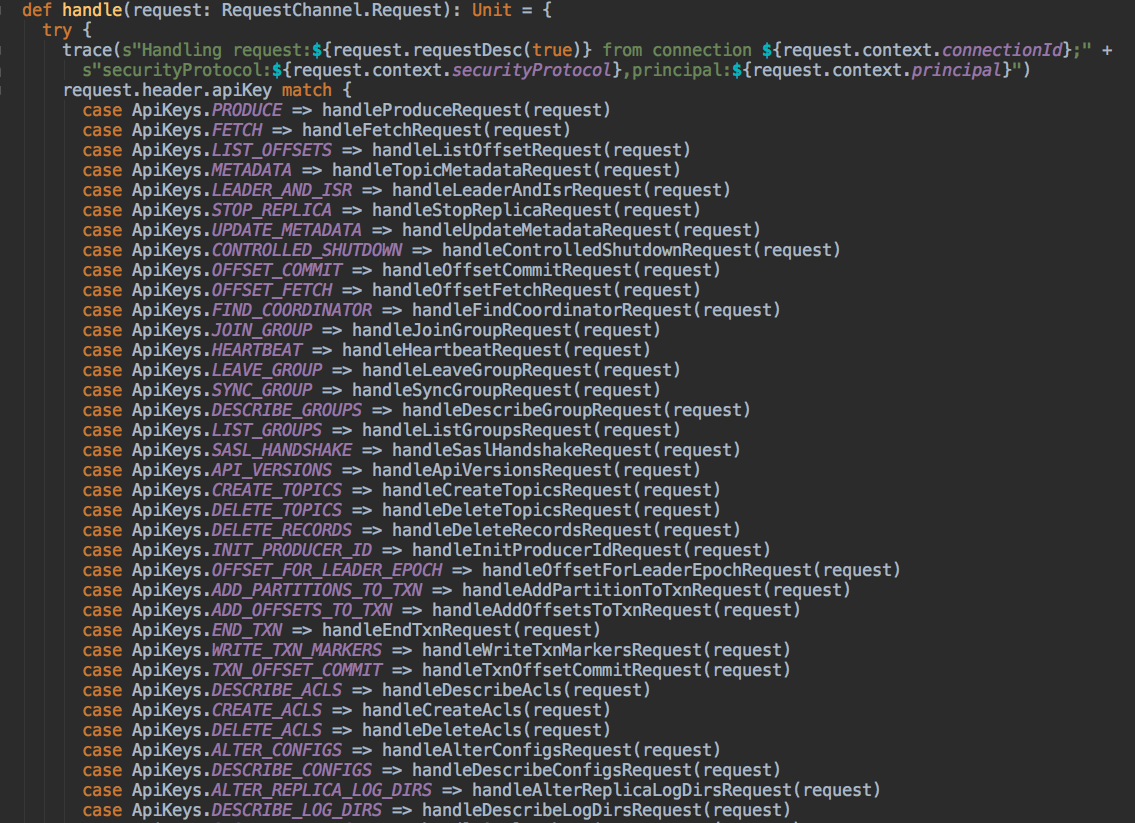 def handle(request: RequestChannel.Request): Unit = {
try {
trace(s"Handling request:${request.requestDesc(true)} from connection ${request.context.connectionId};" +
s"securityProtocol:${request.context.securityProtocol},principal:${request.context.principal}")
request.header.apiKey match {
case ApiKeys.PRODUCE => handleProduceRequest(request)
case ApiKeys.FETCH => handleFetchRequest(request)
case ApiKeys.LIST_OFFSETS => handleListOffsetRequest(request)
case ApiKeys.METADATA => handleTopicMetadataRequest(request)
case ApiKeys.LEADER_AND_ISR => handleLeaderAndIsrRequest(request)
case ApiKeys.STOP_REPLICA => handleStopReplicaRequest(request)
case ApiKeys.UPDATE_METADATA => handleUpdateMetadataRequest(request)
case ApiKeys.CONTROLLED_SHUTDOWN => handleControlledShutdownRequest(request)
case ApiKeys.OFFSET_COMMIT => handleOffsetCommitRequest(request)
case ApiKeys.OFFSET_FETCH => handleOffsetFetchRequest(request)
case ApiKeys.FIND_COORDINATOR => handleFindCoordinatorRequest(request)
case ApiKeys.JOIN_GROUP => handleJoinGroupRequest(request)
case ApiKeys.HEARTBEAT => handleHeartbeatRequest(request)
case ApiKeys.LEAVE_GROUP => handleLeaveGroupRequest(request)
case ApiKeys.SYNC_GROUP => handleSyncGroupRequest(request)
case ApiKeys.DESCRIBE_GROUPS => handleDescribeGroupRequest(request)
case ApiKeys.LIST_GROUPS => handleListGroupsRequest(request)
case ApiKeys.SASL_HANDSHAKE => handleSaslHandshakeRequest(request)
case ApiKeys.API_VERSIONS => handleApiVersionsRequest(request)
case ApiKeys.CREATE_TOPICS => handleCreateTopicsRequest(request)
case ApiKeys.DELETE_TOPICS => handleDeleteTopicsRequest(request)
case ApiKeys.DELETE_RECORDS => handleDeleteRecordsRequest(request)
case ApiKeys.INIT_PRODUCER_ID => handleInitProducerIdRequest(request)
case ApiKeys.OFFSET_FOR_LEADER_EPOCH => handleOffsetForLeaderEpochRequest(request)
case ApiKeys.ADD_PARTITIONS_TO_TXN => handleAddPartitionToTxnRequest(request)
case ApiKeys.ADD_OFFSETS_TO_TXN => handleAddOffsetsToTxnRequest(request)
case ApiKeys.END_TXN => handleEndTxnRequest(request)
case ApiKeys.WRITE_TXN_MARKERS => handleWriteTxnMarkersRequest(request)
case ApiKeys.TXN_OFFSET_COMMIT => handleTxnOffsetCommitRequest(request)
case ApiKeys.DESCRIBE_ACLS => handleDescribeAcls(request)
case ApiKeys.CREATE_ACLS => handleCreateAcls(request)
case ApiKeys.DELETE_ACLS => handleDeleteAcls(request)
case ApiKeys.ALTER_CONFIGS => handleAlterConfigsRequest(request)
case ApiKeys.DESCRIBE_CONFIGS => handleDescribeConfigsRequest(request)
case ApiKeys.ALTER_REPLICA_LOG_DIRS => handleAlterReplicaLogDirsRequest(request)
case ApiKeys.DESCRIBE_LOG_DIRS => handleDescribeLogDirsRequest(request)